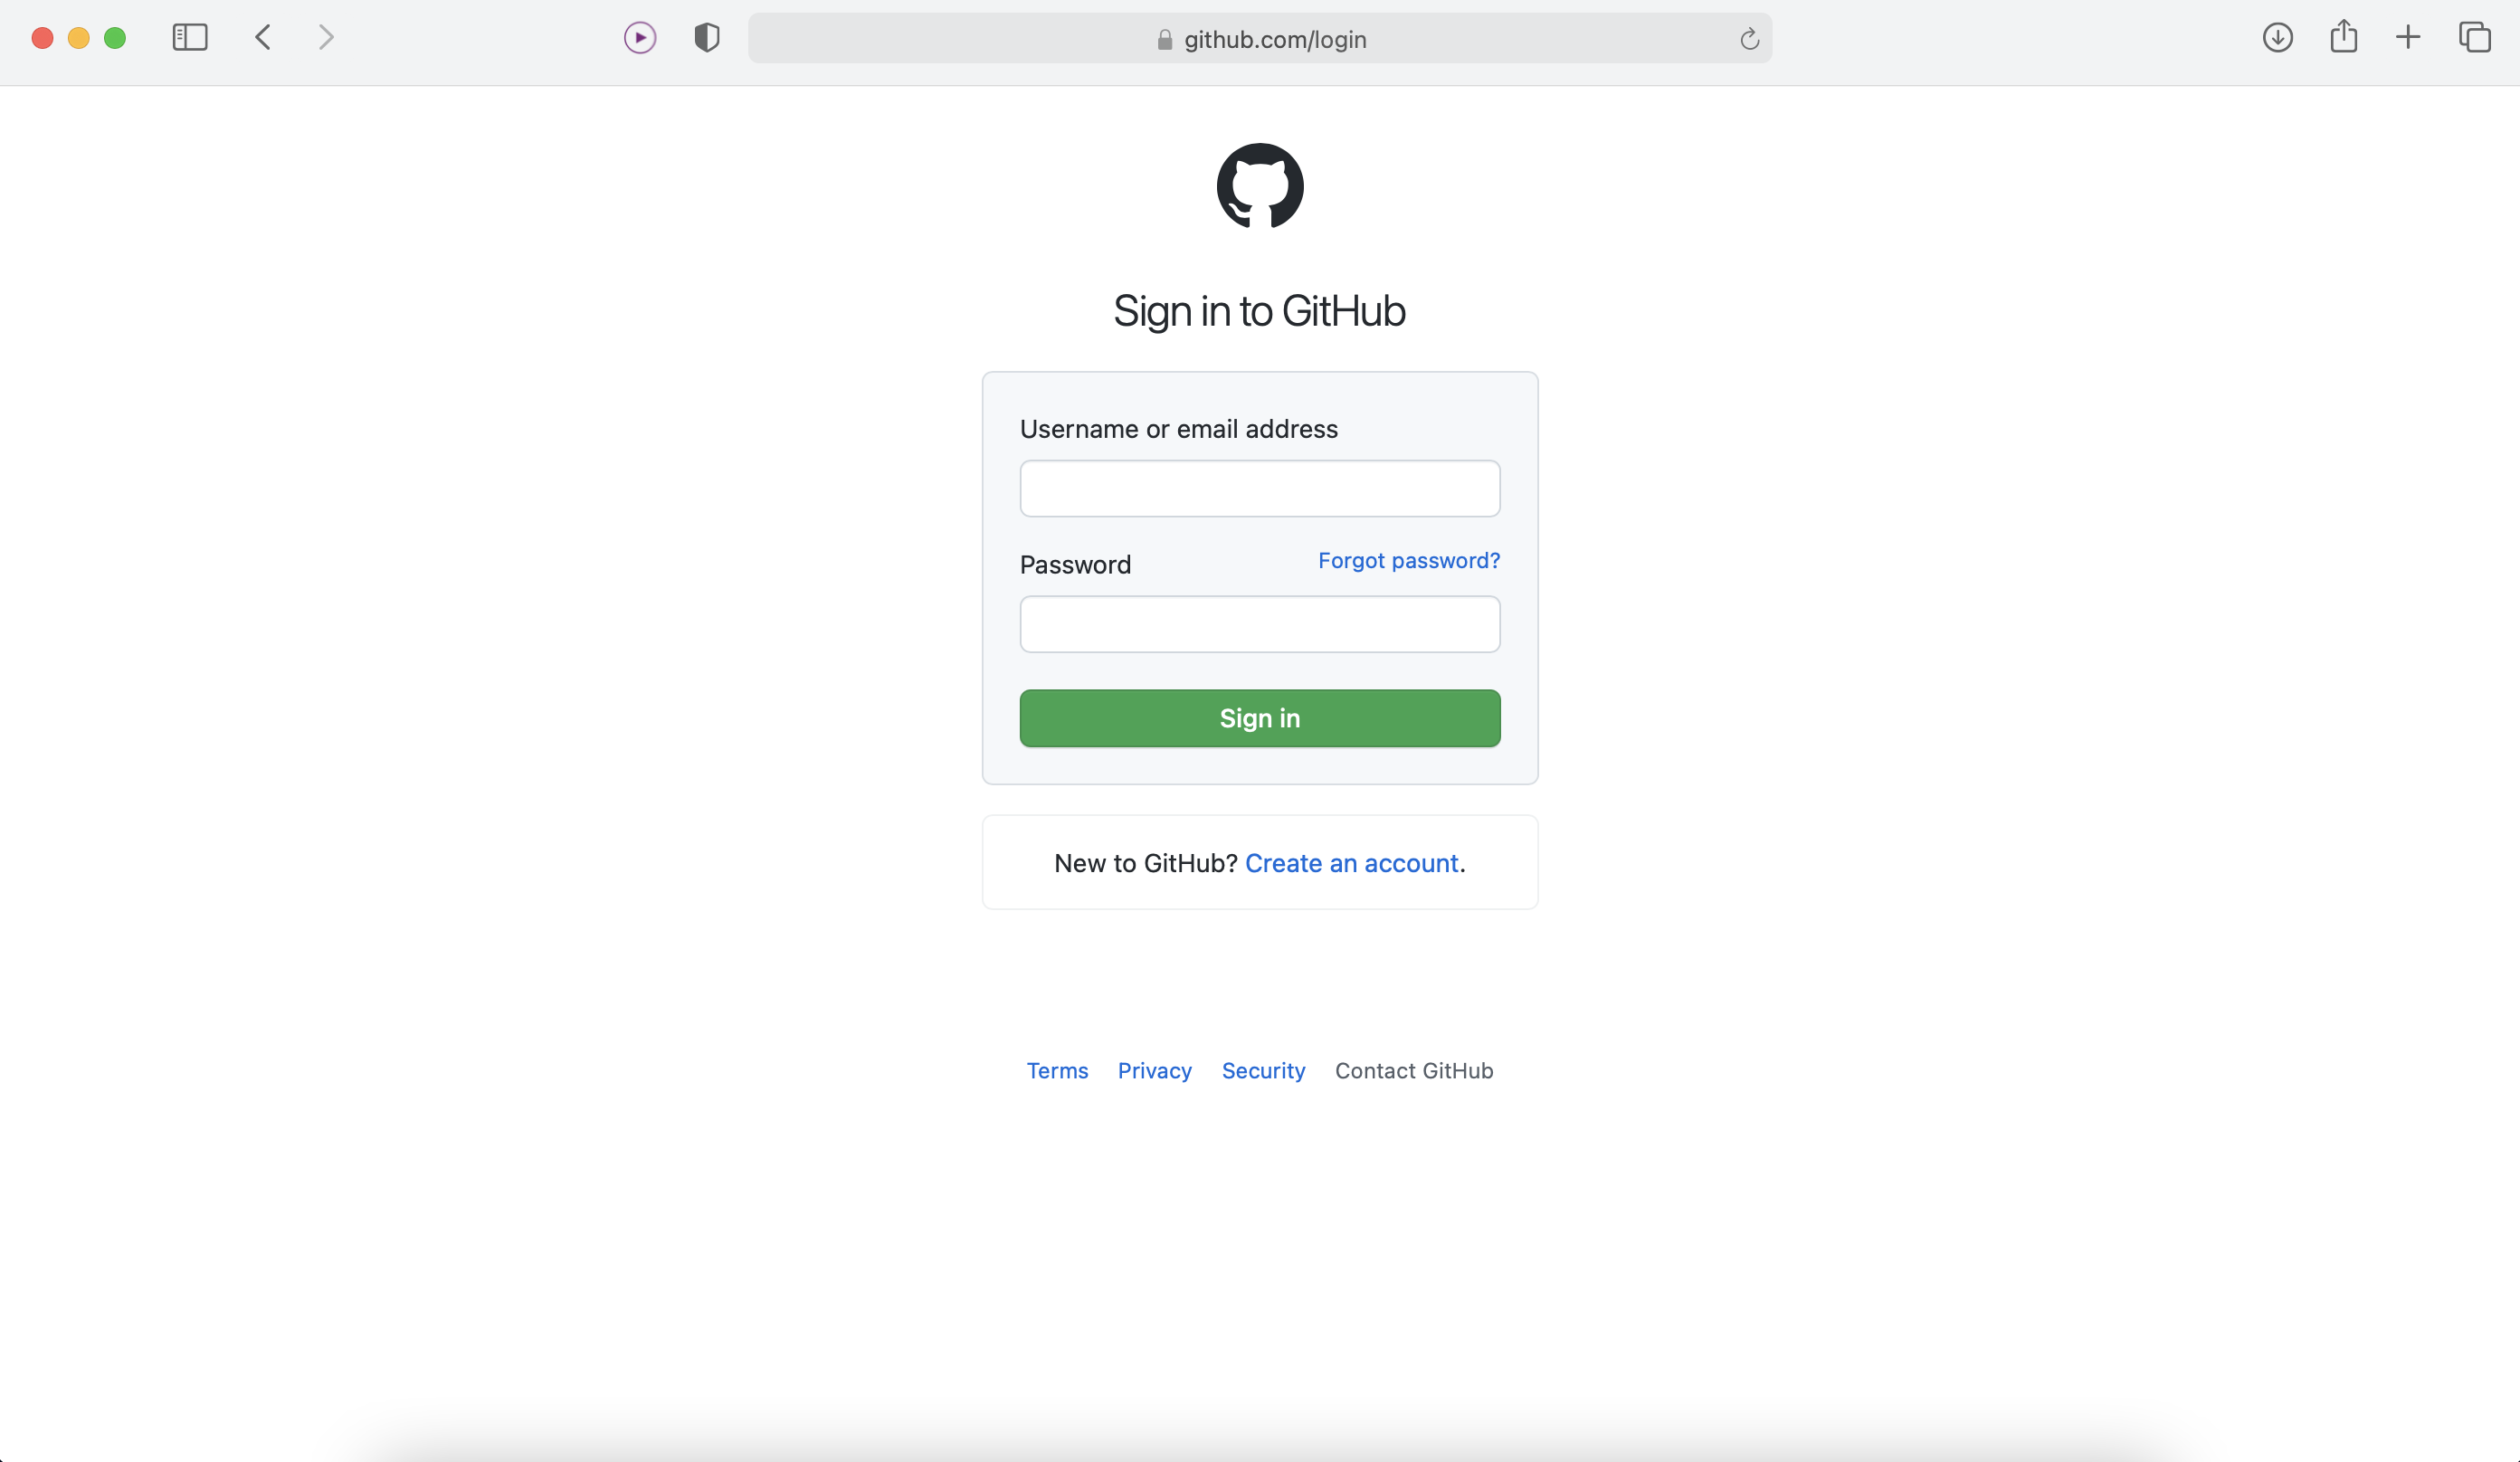 github.com/login
Sign in to GitHub
Username or email address
Password
Forgot password?
Sign in
New to GitHub? Create an account.
Terms Privacy Security Contact GitHub